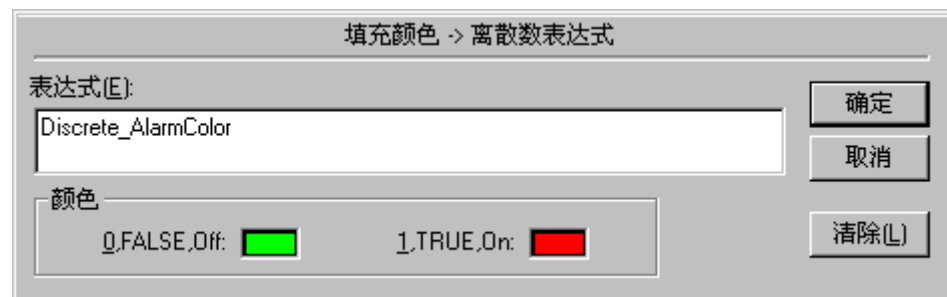 填充颜色 -> 离散数表达式
表达式(E):
Discrete_AlarmColor
确定
取消
颜色
0,FALSE,Off:
1,TRUE,On:
清除(L)